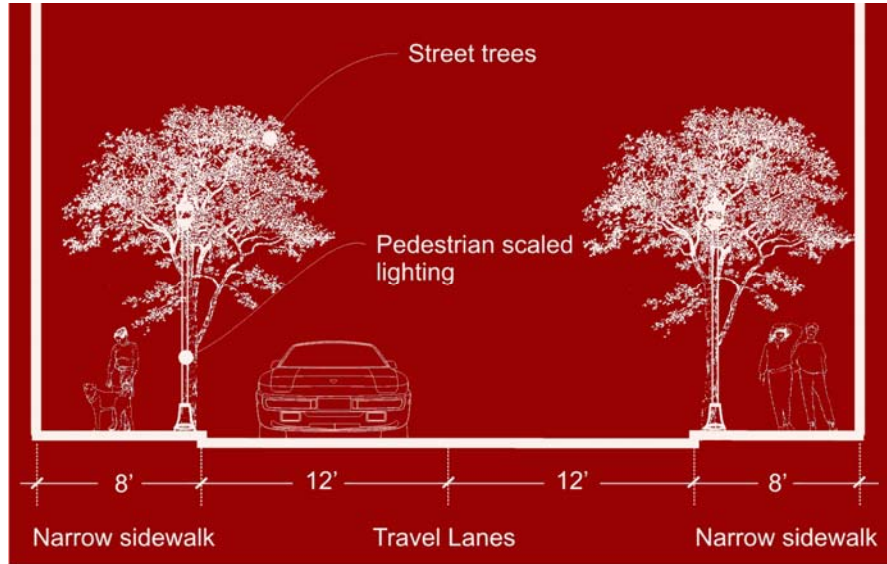 Street trees
Pedestrian scaled
lighting
8’ 12’ 12’ 8’
Narrow sidewalk Travel Lanes Narrow sidewalk